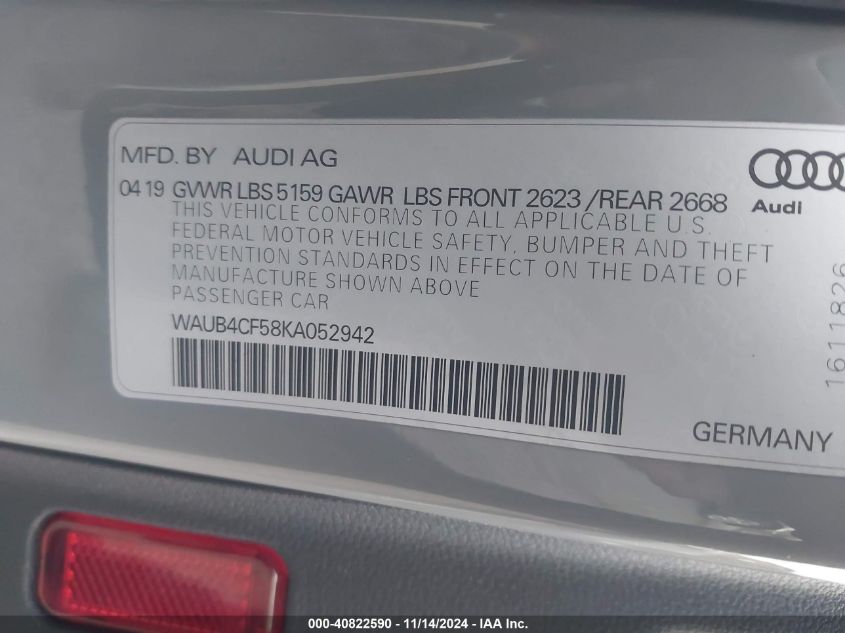 MFD. BY AUDI AG
Audi
04 19 GVWR LBS 5159 GAWR LBS FRONT 2623 /REAR 2668
THIS VEHICLE CONFORMS TO ALL APPLICABLE U.S.
FEDERAL MOTOR VEHICLE SAFETY, BUMPER AND THEFT
PREVENTION STANDARDS IN EFFECT ON THE DATE OF
MANUFACTURE SHOWN ABOVE
PASSENGER CAR
WAUB4CF58KA052942
1611826
GERMANY
000-40822590 - 11/14/2024 - IAA Inc.